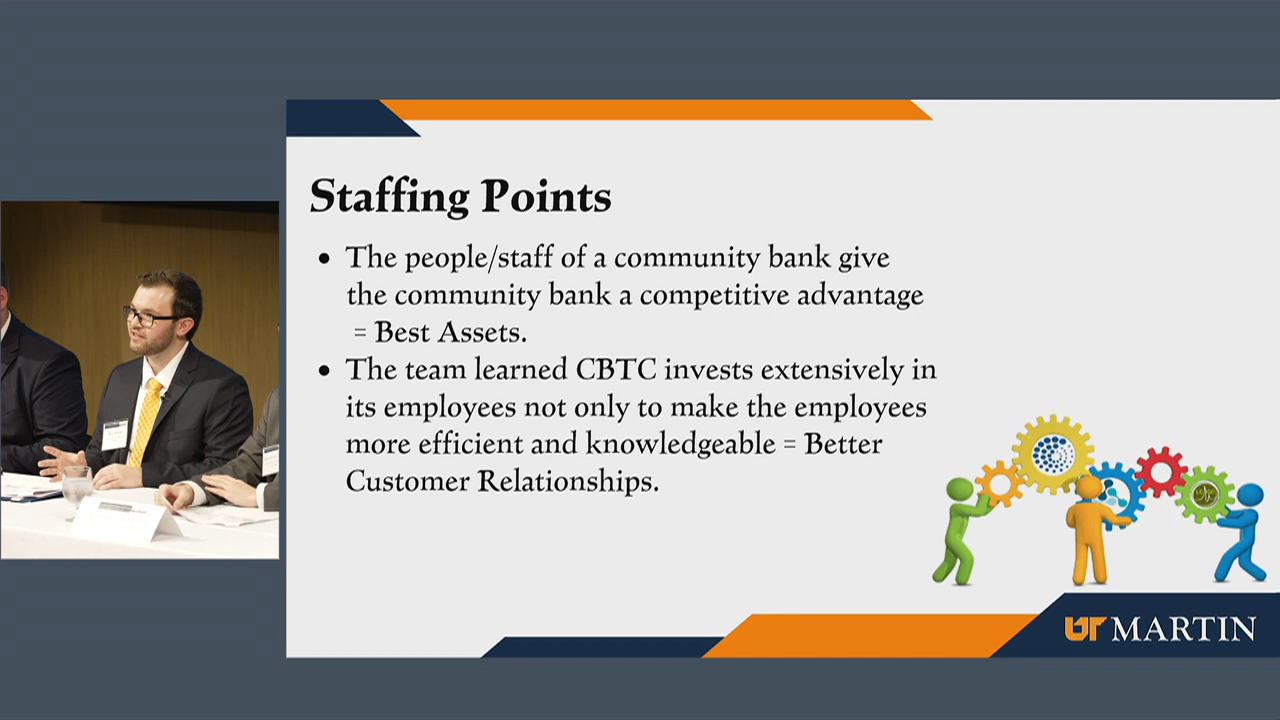 Staffing Points
• The people/staff of a community bank give
the community bank a competitive advantage
= Best Assets.
• The team learned CBTC invests extensively in
its employees not only to make the employees
more efficient and knowledgeable = Better
Customer Relationships.
UT MARTIN